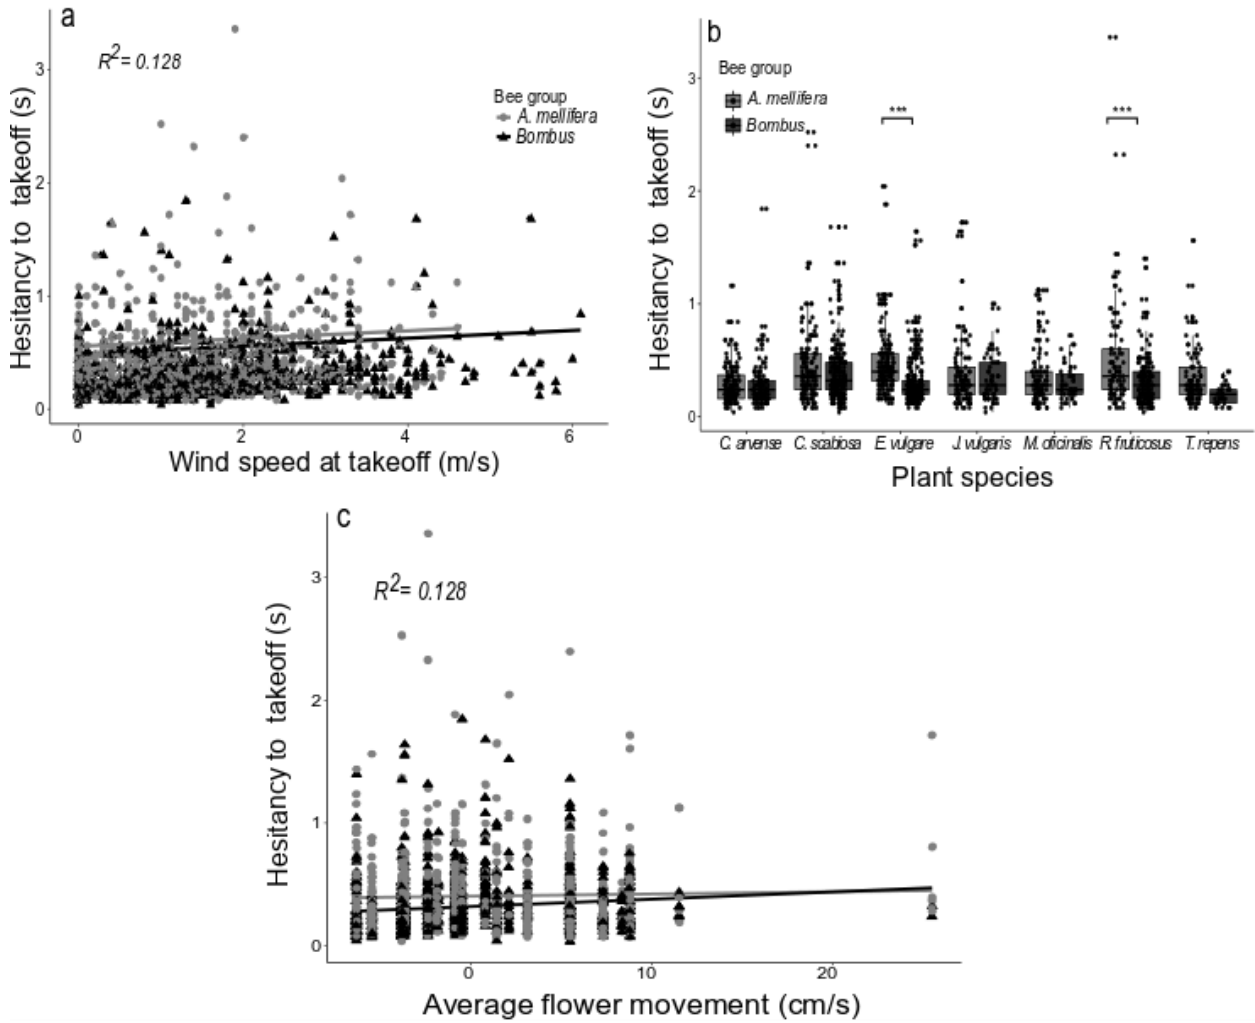 a
R2= 0.128
Hesitancy to takeoff (s)
3
2
1
0
Bee group
A. mellifera
Bombus
0 2 4 6
Wind speed at takeoff (m/s)
b
Hesitancy to takeoff (s)
3
2
1
0
Bee group
A. mellifera
Bombus
*** ***
C. arvense C. scabiosa E. vulgare J. vulgaris M. oficinalis R. fruticosus T. repens
Plant species
c
R2= 0.128
Hesitancy to takeoff (s)
3
2
1
0
0 10 20
Average flower movement (cm/s)